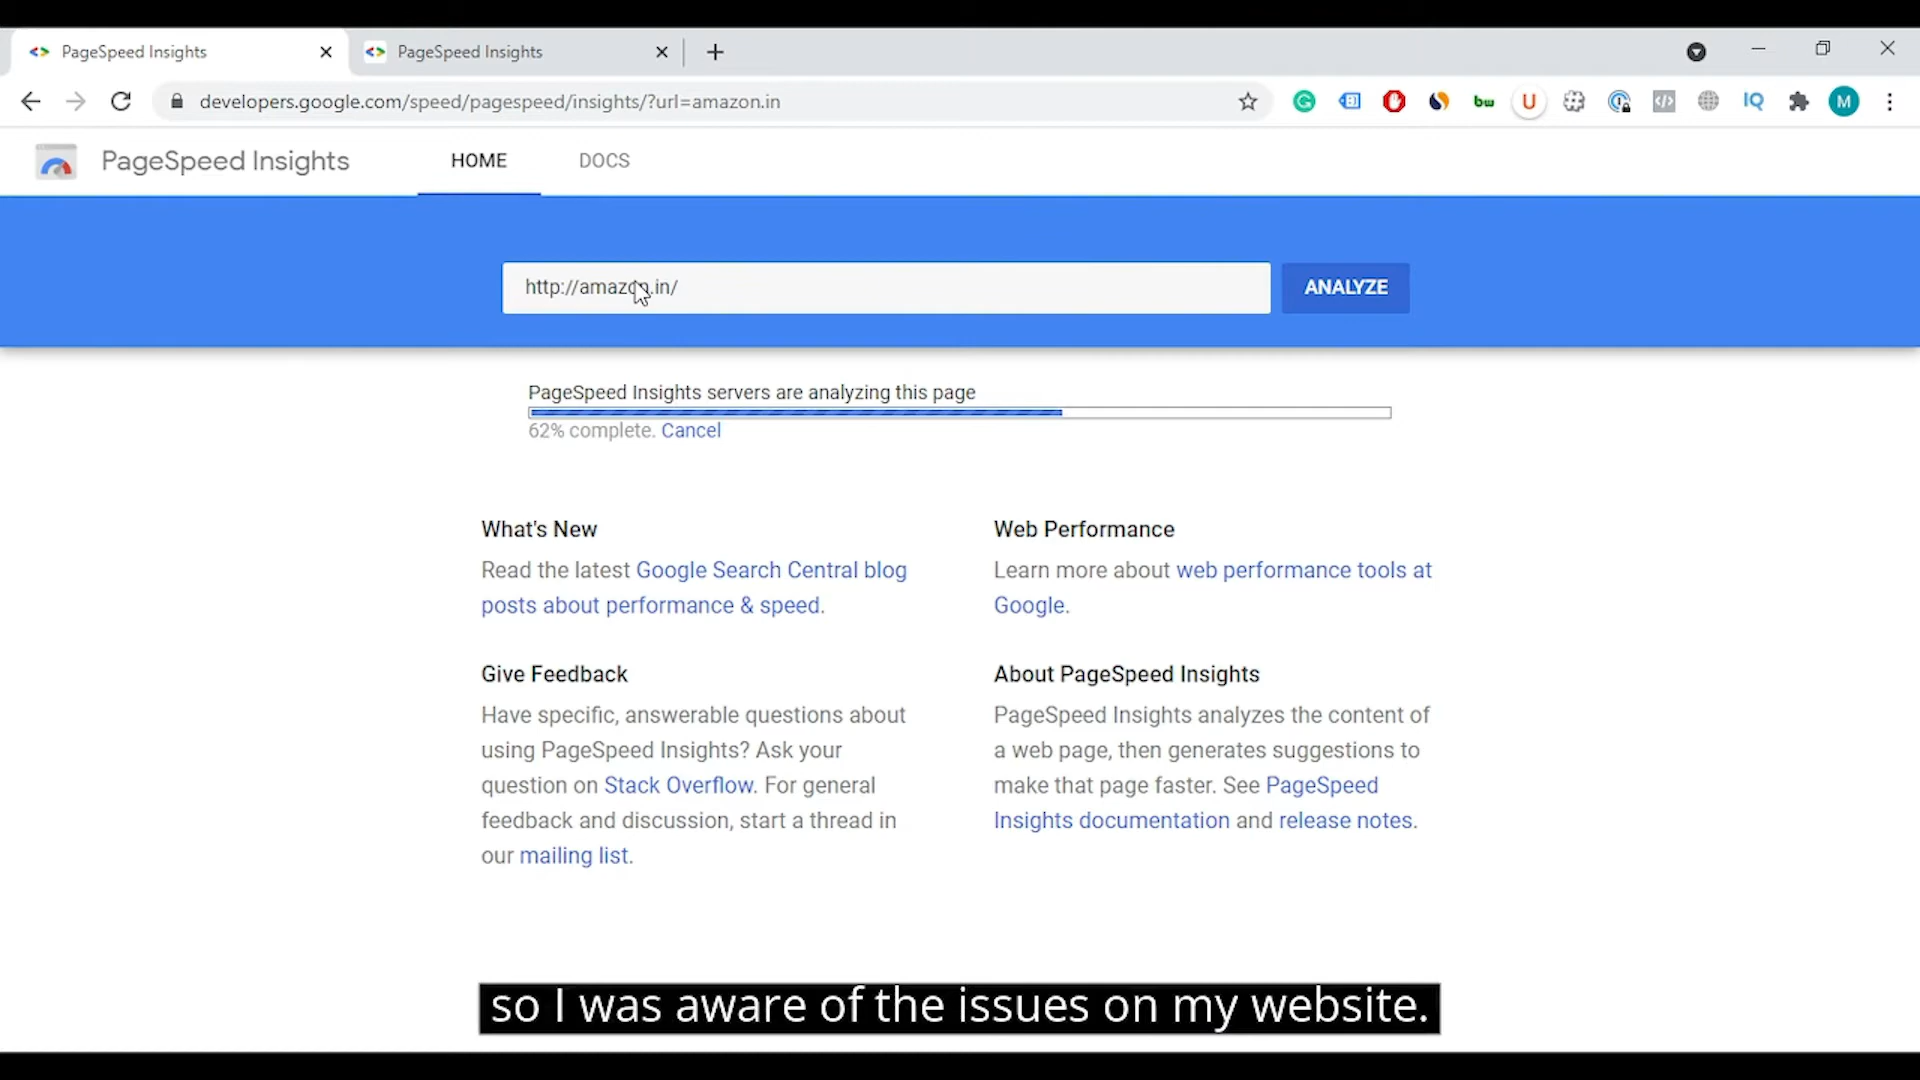 PageSpeed Insights
PageSpeed Insights
developers.google.com/speed/pagespeed/insights/?url=amazon.in
bw
U
IQ
M
PageSpeed Insights
HOME
DOCS
http://amazon.in/
ANALYZE
PageSpeed Insights servers are analyzing this page
62% complete. Cancel
What's New
Read the latest Google Search Central blog
posts about performance & speed.
Web Performance
Learn more about web performance tools at
Google.
Give Feedback
Have specific, answerable questions about
using PageSpeed Insights? Ask your
question on Stack Overflow. For general
feedback and discussion, start a thread in
our mailing list.
About PageSpeed Insights
PageSpeed Insights analyzes the content of
a web page, then generates suggestions to
make that page faster. See PageSpeed
Insights documentation and release notes.
so I was aware of the issues on my website.